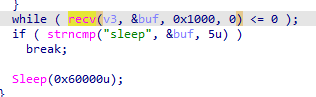 }
while ( recv(v3, &buf, 0x1000, 0) <= 0 );
if ( strncmp("sleep", &buf, 5u) )
break;
Sleep(0x60000u);
}